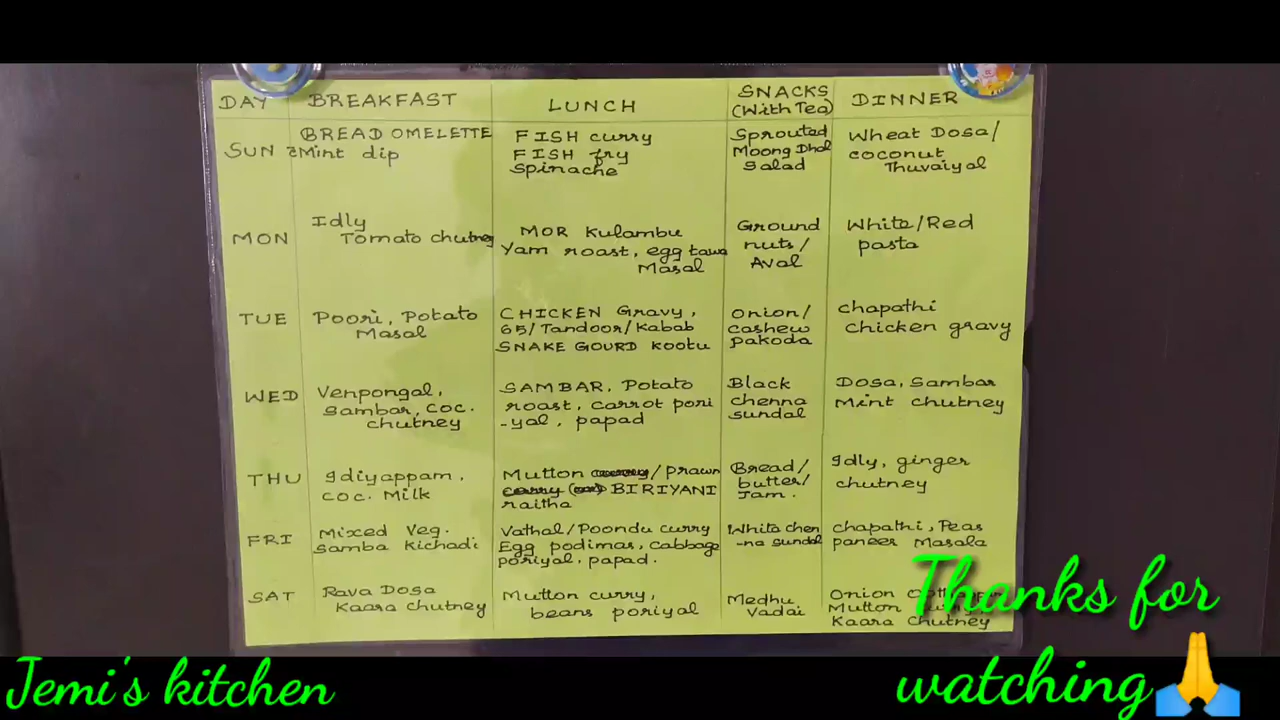 DAY BREAKFAST LUNCH SNACKS (With Tea) DINNER
SUN
BREAD OMELETTE
Mint dip
FISH curry
FISH fry
Spinache
Sprouted
Moong Dhal
Salad
Wheat Dosa/
coconut
Thuvaiyal
MON
Idly
Tomato chutney
MOR Kulambu
Yam roast, egg tawa
Masal
Ground
nuts/
Aval
White/Red
pasta
TUE
Poori, Potato
Masal
CHICKEN Gravy,
65/Tandoor/Kabab
SNAKE GOURD Kootu
Onion/
cashew
pakoda
chapathi
Chicken gravy
WED
Venpongal,
Sambar, coc.
chutney
SAMBAR, Potato
roast, carrot pori
-yal, papad
Black
chenna
sundal
Dosa, Sambar
Mint chutney
THU
Idiyappam,
coc. Milk
Mutton curry/prawn
curry BIRIYANI
raitha
Bread/
butter/
Jam.
Idly, ginger
chutney
FRI
Mixed Veg.
Samba Kichadi
Vathal/Poondu curry
Egg podimas, cabbage
poriyal, papad.
White chen
-na sundal
chapathi, Peas
paneer Masala
SAT
Rava Dosa
Kaara chutney
Mutton curry,
beans poriyal
Medhu
Vadai
Onion
Mutton
Kaara chutney
Thanks for
watching🙏
Jemi's kitchen